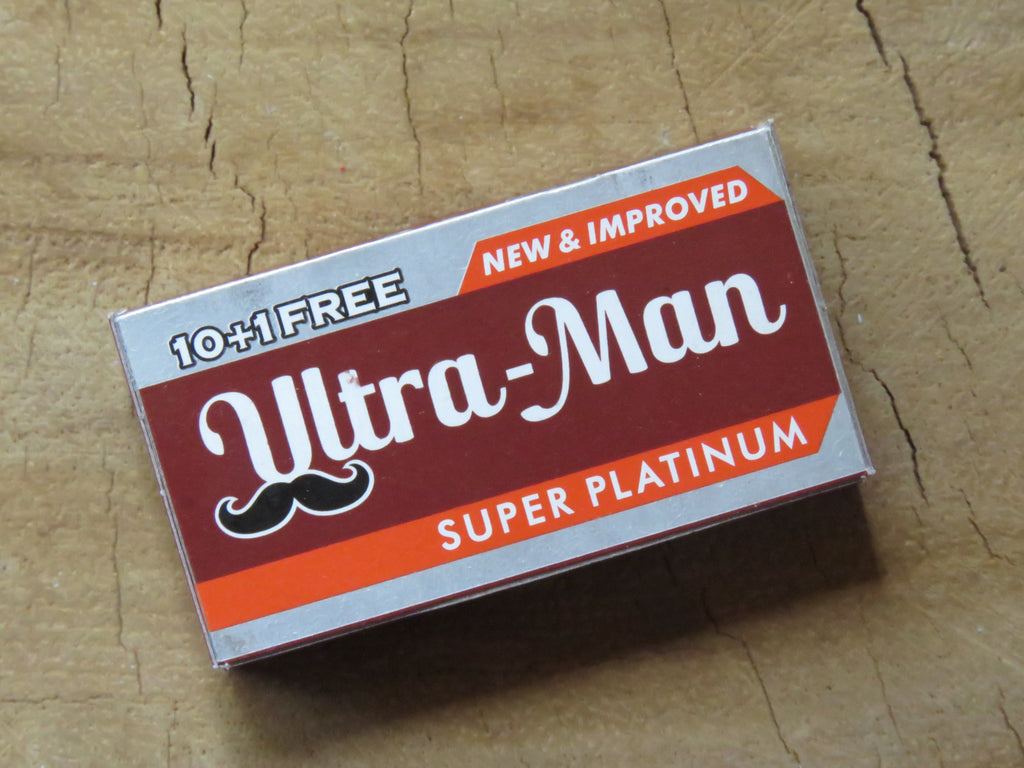 10+1 FREE
NEW & IMPROVED
Ultra-Man
SUPER PLATINUM